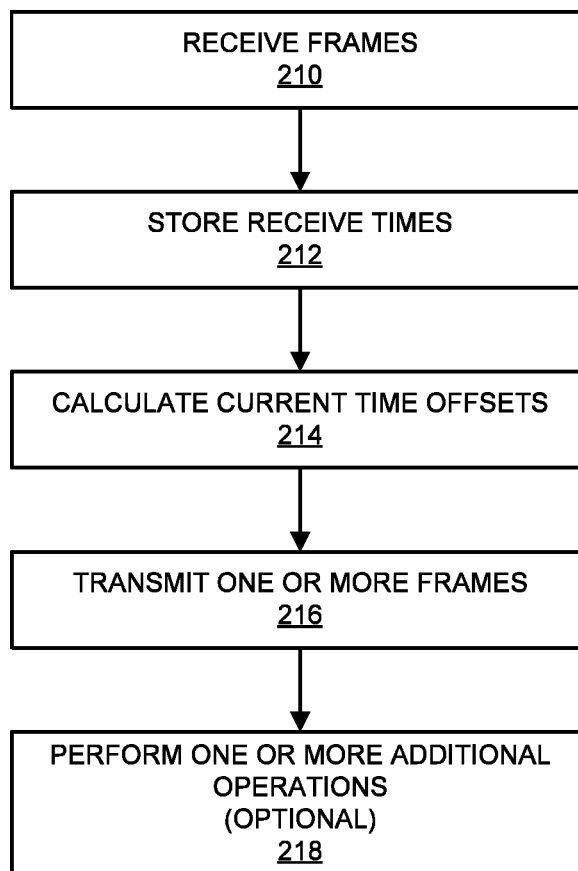 RECEIVE FRAMES
210
STORE RECEIVE TIMES
212
CALCULATE CURRENT TIME OFFSETS
214
TRANSMIT ONE OR MORE FRAMES
216
PERFORM ONE OR MORE ADDITIONAL
OPERATIONS
(OPTIONAL)
218